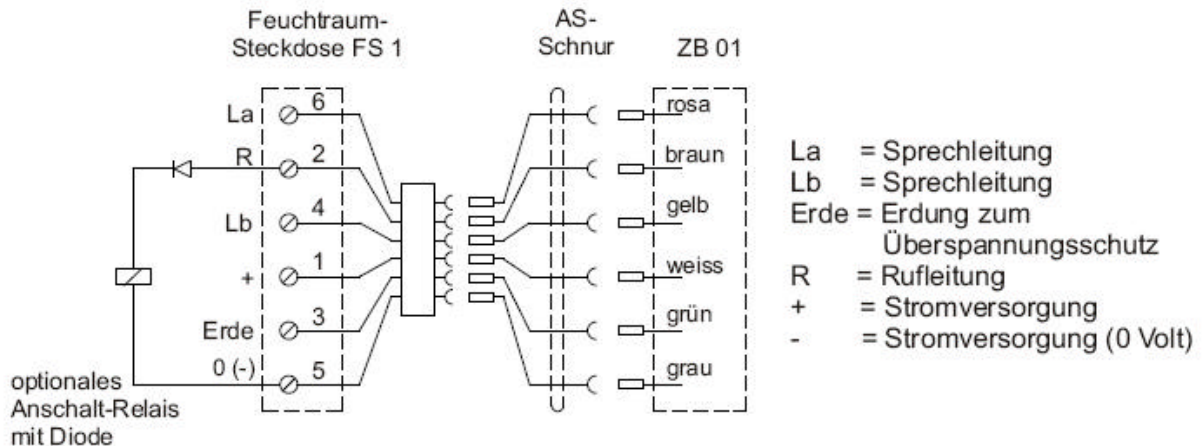 Feuchtraum-
Steckdose FS 1
AS-
Schnur
ZB 01
La 6 rosa
R 2 braun
Lb 4 gelb
+ 1 weiss
Erde 3 grün
0 (-) 5 grau
optionales
Anschalt-Relais
mit Diode
La = Sprechleitung
Lb = Sprechleitung
Erde = Erdung zum
Überspannungsschutz
R = Rufleitung
+ = Stromversorgung
- = Stromversorgung (0 Volt)